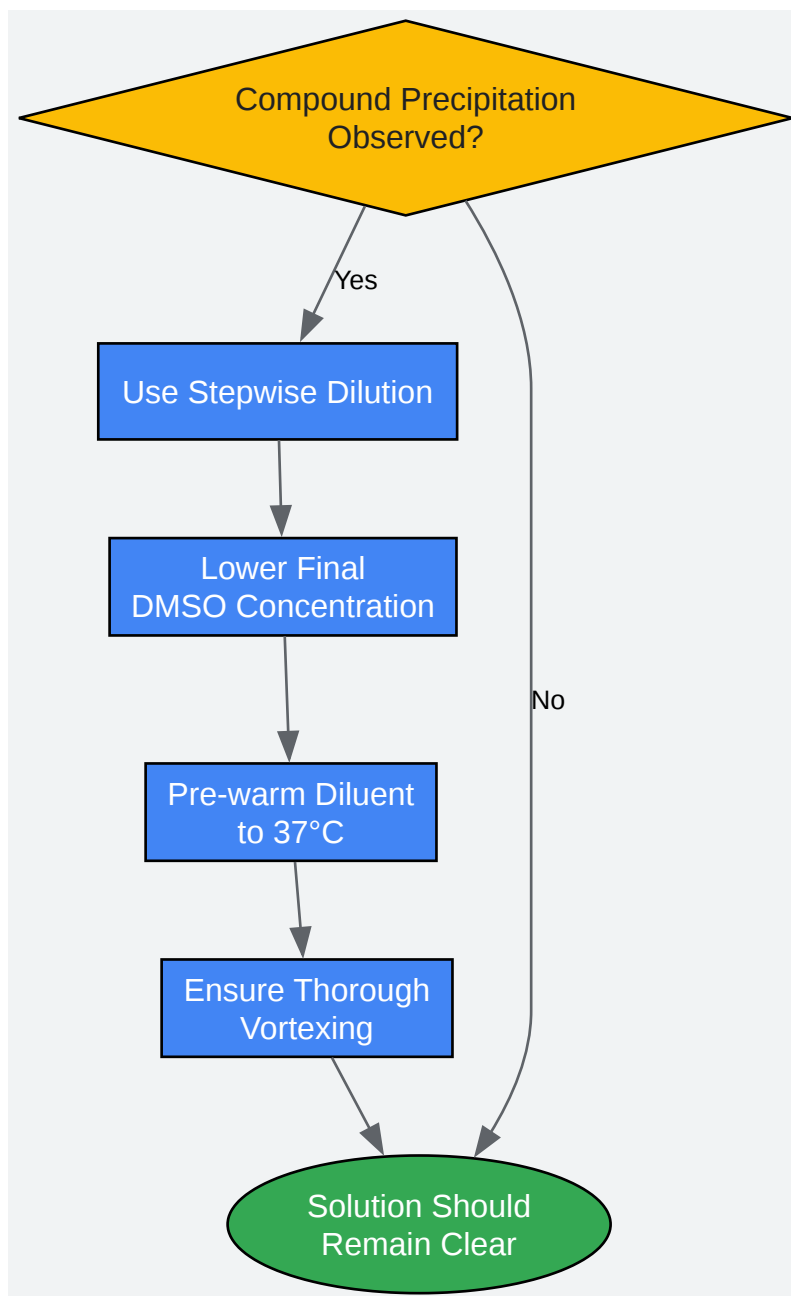 Compound Precipitation
Observed?
Yes
Use Stepwise Dilution
Lower Final
DMSO Concentration
No
Pre-warm Diluent
to 37°C
Ensure Thorough
Vortexing
Solution Should
Remain Clear